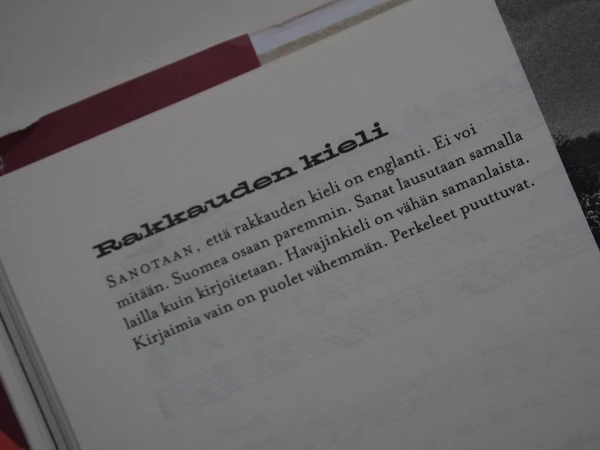 Rakkauden kieli
SANOTAAN, että rakkauden kieli on englanti. Ei voi
mitään. Suomea osaan paremmin. Sanat lausutaan samalla
lailla kuin kirjoitetaan. Havajinkieli on vähän samanlaista.
Kirjaimia vain on puolet vähemmän. Perkeleet puuttuvat.